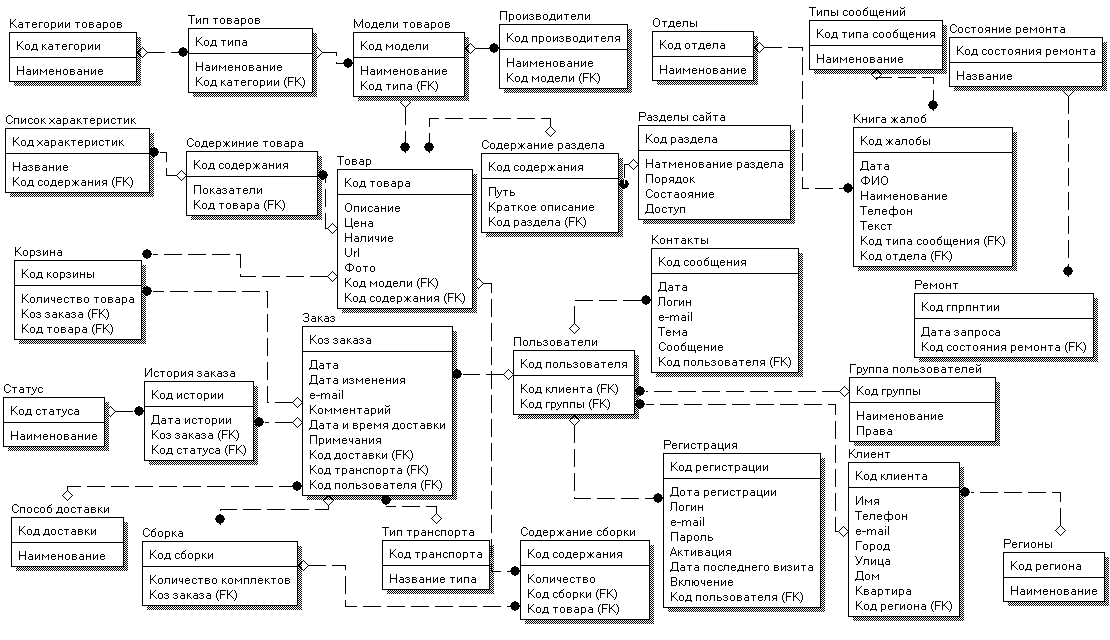 Категории товаров
Код категории
Наименование
Тип товаров
Код типа
Наименование
Код категории (FK)
Модели товаров
Код модели
Наименование
Код типа (FK)
Производители
Код производителя
Наименование
Код модели (FK)
Отделы
Код отдела
Наименование
Типы сообщений
Код типа сообщения
Наименование
Состояние ремонта
Код состояния ремонта
Название
Список характеристик
Код характеристик
Название
Код содержания (FK)
Содержиние товара
Код содержания
Показатели
Код товара (FK)
Товар
Код товара
Описание
Цена
Наличие
Url
Фото
Код модели (FK)
Код содержания (FK)
Содержание раздела
Код содержания
Путь
Краткое описание
Код раздела (FK)
Разделы сайта
Код раздела
Натменование раздела
Порядок
Состаояние
Доступ
Книга жалоб
Код жалобы
Дата
ФИО
Наименование
Телефон
Текст
Код типа сообщения (FK)
Код отдела (FK)
Корзина
Код корзины
Количество товара
Коз заказа (FK)
Код товара (FK)
Контакты
Код сообщения
Дата
Логин
e-mail
Тема
Сообщение
Код пользователя (FK)
Ремонт
Код гпрпнтии
Дата запроса
Код состояния ремонта (FK)
Заказ
Коз заказа
Дата
Дата изменения
e-mail
Комментарий
Дата и время доставки
Примечания
Код доставки (FK)
Код транспорта (FK)
Код пользователя (FK)
Пользователи
Код пользователя
Код клиента (FK)
Код группы (FK)
Группа пользователей
Код группы
Наименование
Права
Статус
Код статуса
Наименование
История заказа
Код истории
Дата истории
Коз заказа (FK)
Код статуса (FK)
Регистрация
Код регистрации
Дота регистрации
Логин
e-mail
Пароль
Активация
Дата последнего визита
Включение
Код пользователя (FK)
Клиент
Код клиента
Имя
Телефон
e-mail
Город
Улица
Дом
Квартира
Код региона (FK)
Способ доставки
Код доставки
Наименование
Сборка
Код сборки
Количество комплектов
Коз заказа (FK)
Тип транспорта
Код транспорта
Название типа
Содержание сборки
Код содержания
Количество
Код сборки (FK)
Код товара (FK)
Регионы
Код региона
Наименование